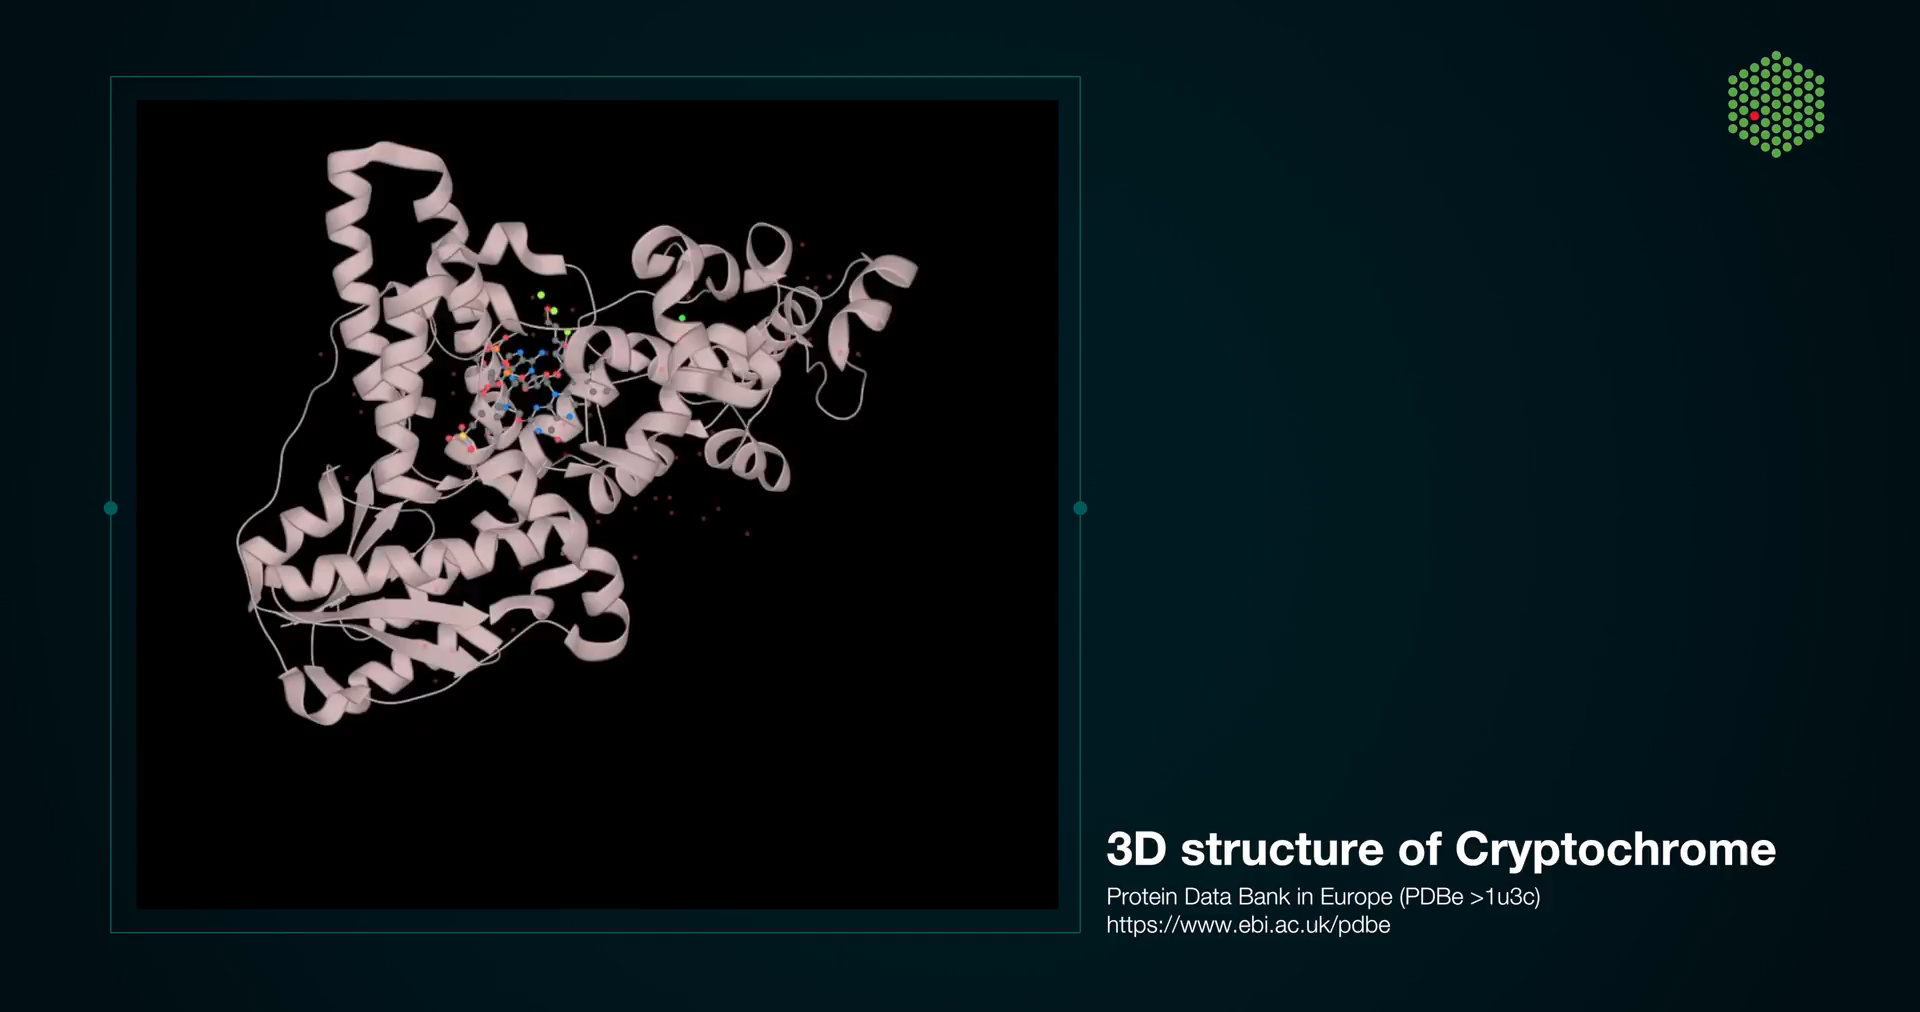 3D structure of Cryptochrome
Protein Data Bank in Europe (PDBe >1u3c)
https://www.ebi.ac.uk/pdbe